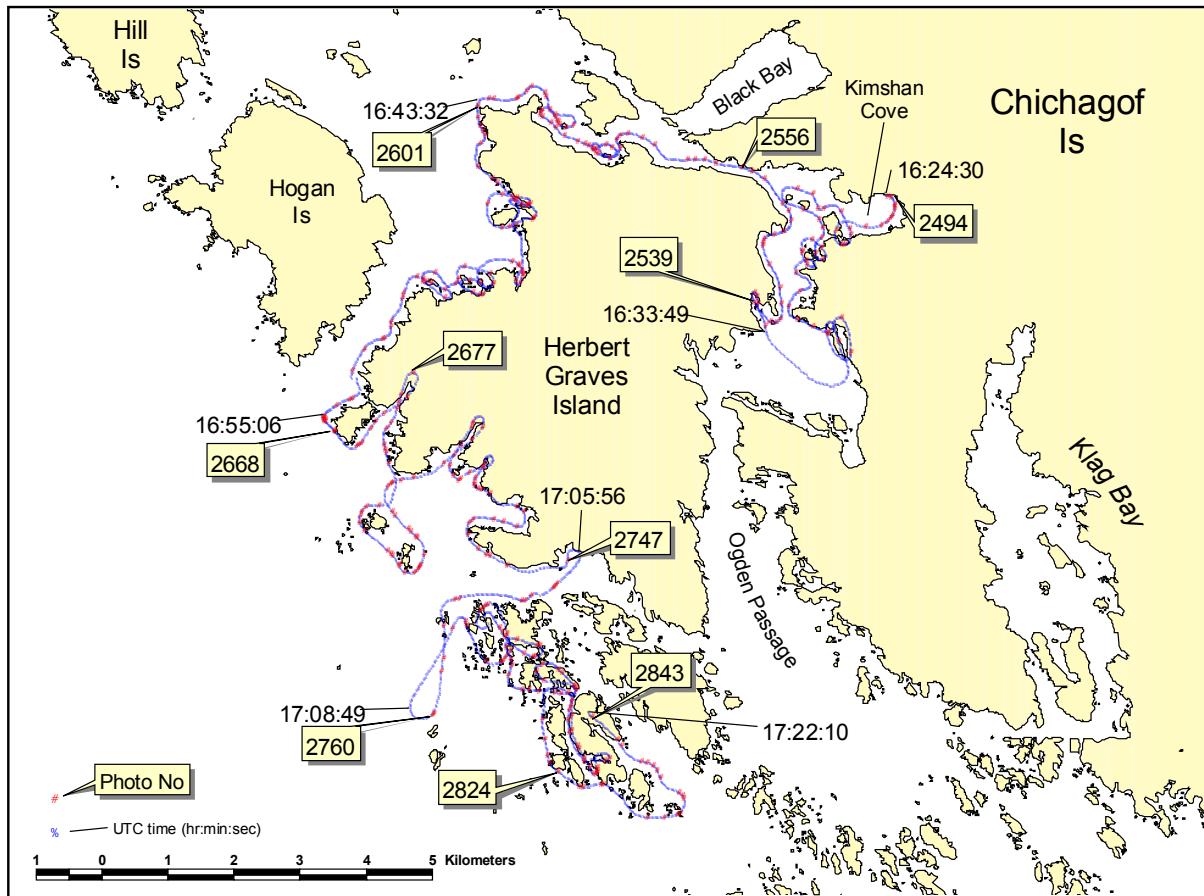 Hill
Is
Black Bay
Kimshan
Cove
Chichagof
Is
16:43:32
2601
2556
16:24:30
2494
Hogan
Is
2539
16:33:49
2677
Herbert
Graves
Island
16:55:06
2668
Klag Bay
17:05:56
2747
Ogden Passage
2843
17:08:49
2760
17:22:10
2824
# Photo No
% UTC time (hr:min:sec)
1 0 1 2 3 4 5 Kilometers